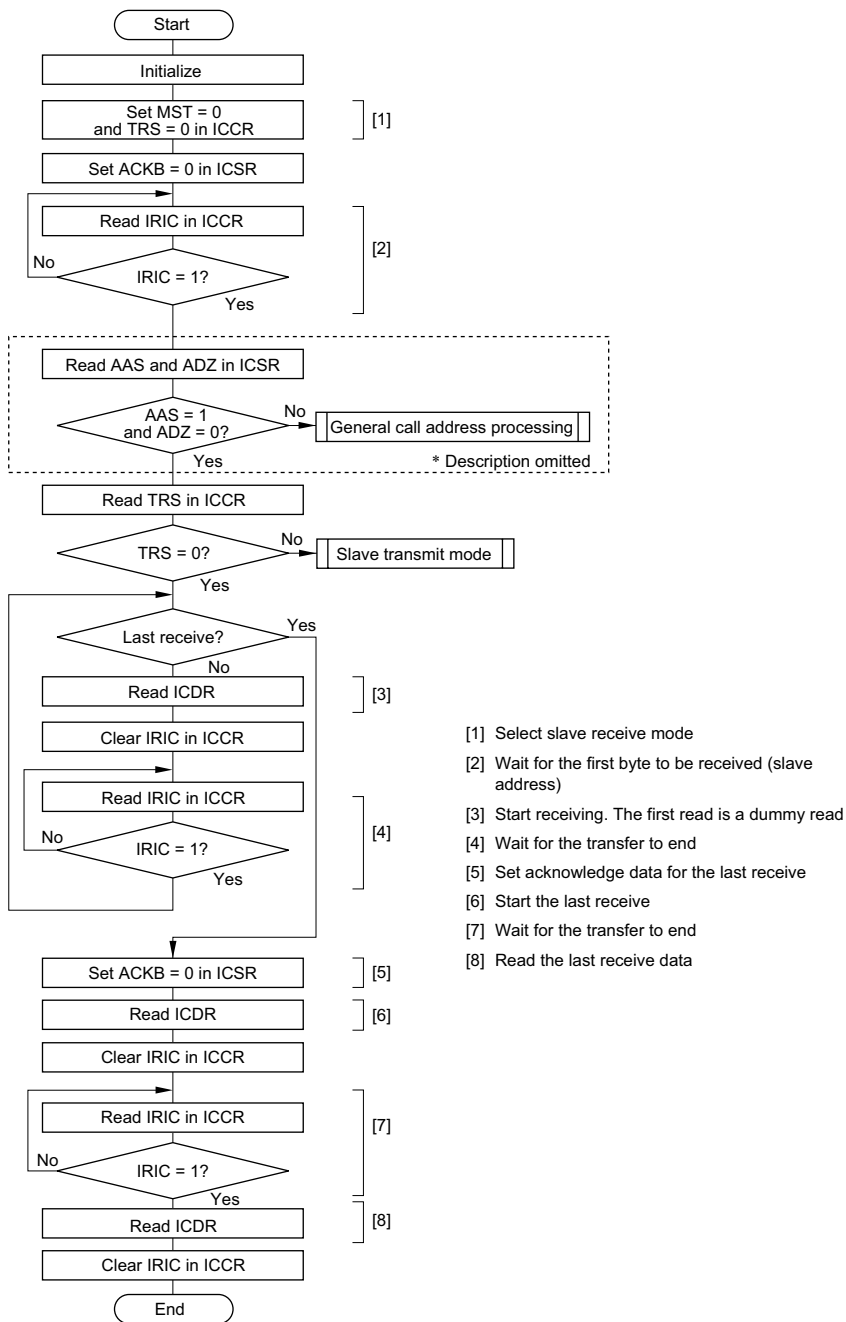 Start
Initialize
Set MST = 0
and TRS = 0 in ICCR
[1]
Set ACKB = 0 in ICSR
Read IRIC in ICCR
[2]
No
IRIC = 1?
Yes
Read AAS and ADZ in ICSR
AAS = 1
and ADZ = 0?
No
General call address processing
Yes
* Description omitted
Read TRS in ICCR
TRS = 0?
No
Slave transmit mode
Yes
Last receive?
Yes
No
Read ICDR
[3]
Clear IRIC in ICCR
Read IRIC in ICCR
[4]
No
IRIC = 1?
Yes
Set ACKB = 0 in ICSR
[5]
Read ICDR
[6]
Clear IRIC in ICCR
Read IRIC in ICCR
[7]
No
IRIC = 1?
Yes
Read ICDR
[8]
Clear IRIC in ICCR
End
[1] Select slave receive mode
[2] Wait for the first byte to be received (slave
address)
[3] Start receiving. The first read is a dummy read
[4] Wait for the transfer to end
[5] Set acknowledge data for the last receive
[6] Start the last receive
[7] Wait for the transfer to end
[8] Read the last receive data